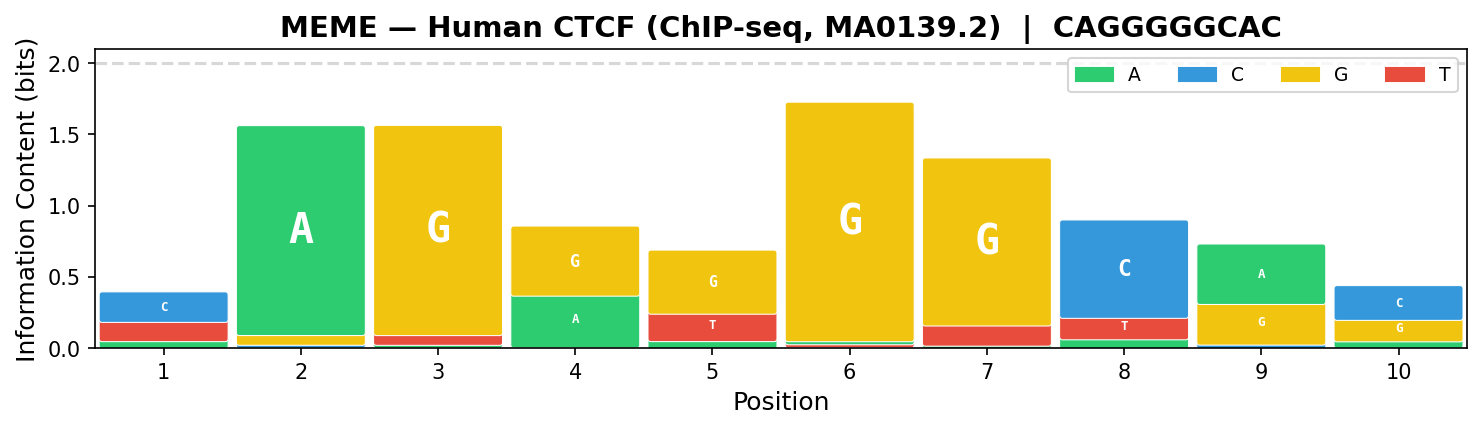 MEME — Human CTCF (ChIP-seq, MA0139.2)  |  CAGGGGGCAC
Information Content (bits)
2.0
1.5
1.0
0.5
0.0
A C G T
C
A
G
G
A
G
T
G
G
C
T
A
G
C
G
1 2 3 4 5 6 7 8 9 10
Position